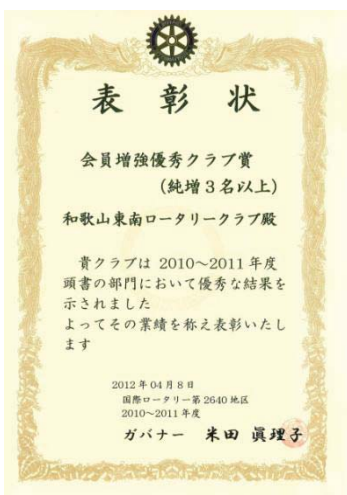 表彰状
会員増強優秀クラブ賞
（純増３名以上）
和歌山東南ロータリークラブ殿
貴クラブは 2010～2011 年度
頭書の部門において優秀な結果を
示されました
よってその業績を称え表彰いたし
ます
2012 年 04 月 8 日
国際ロータリー第 2640 地区
2010～2011 年度
ガバナー 米田 眞理子